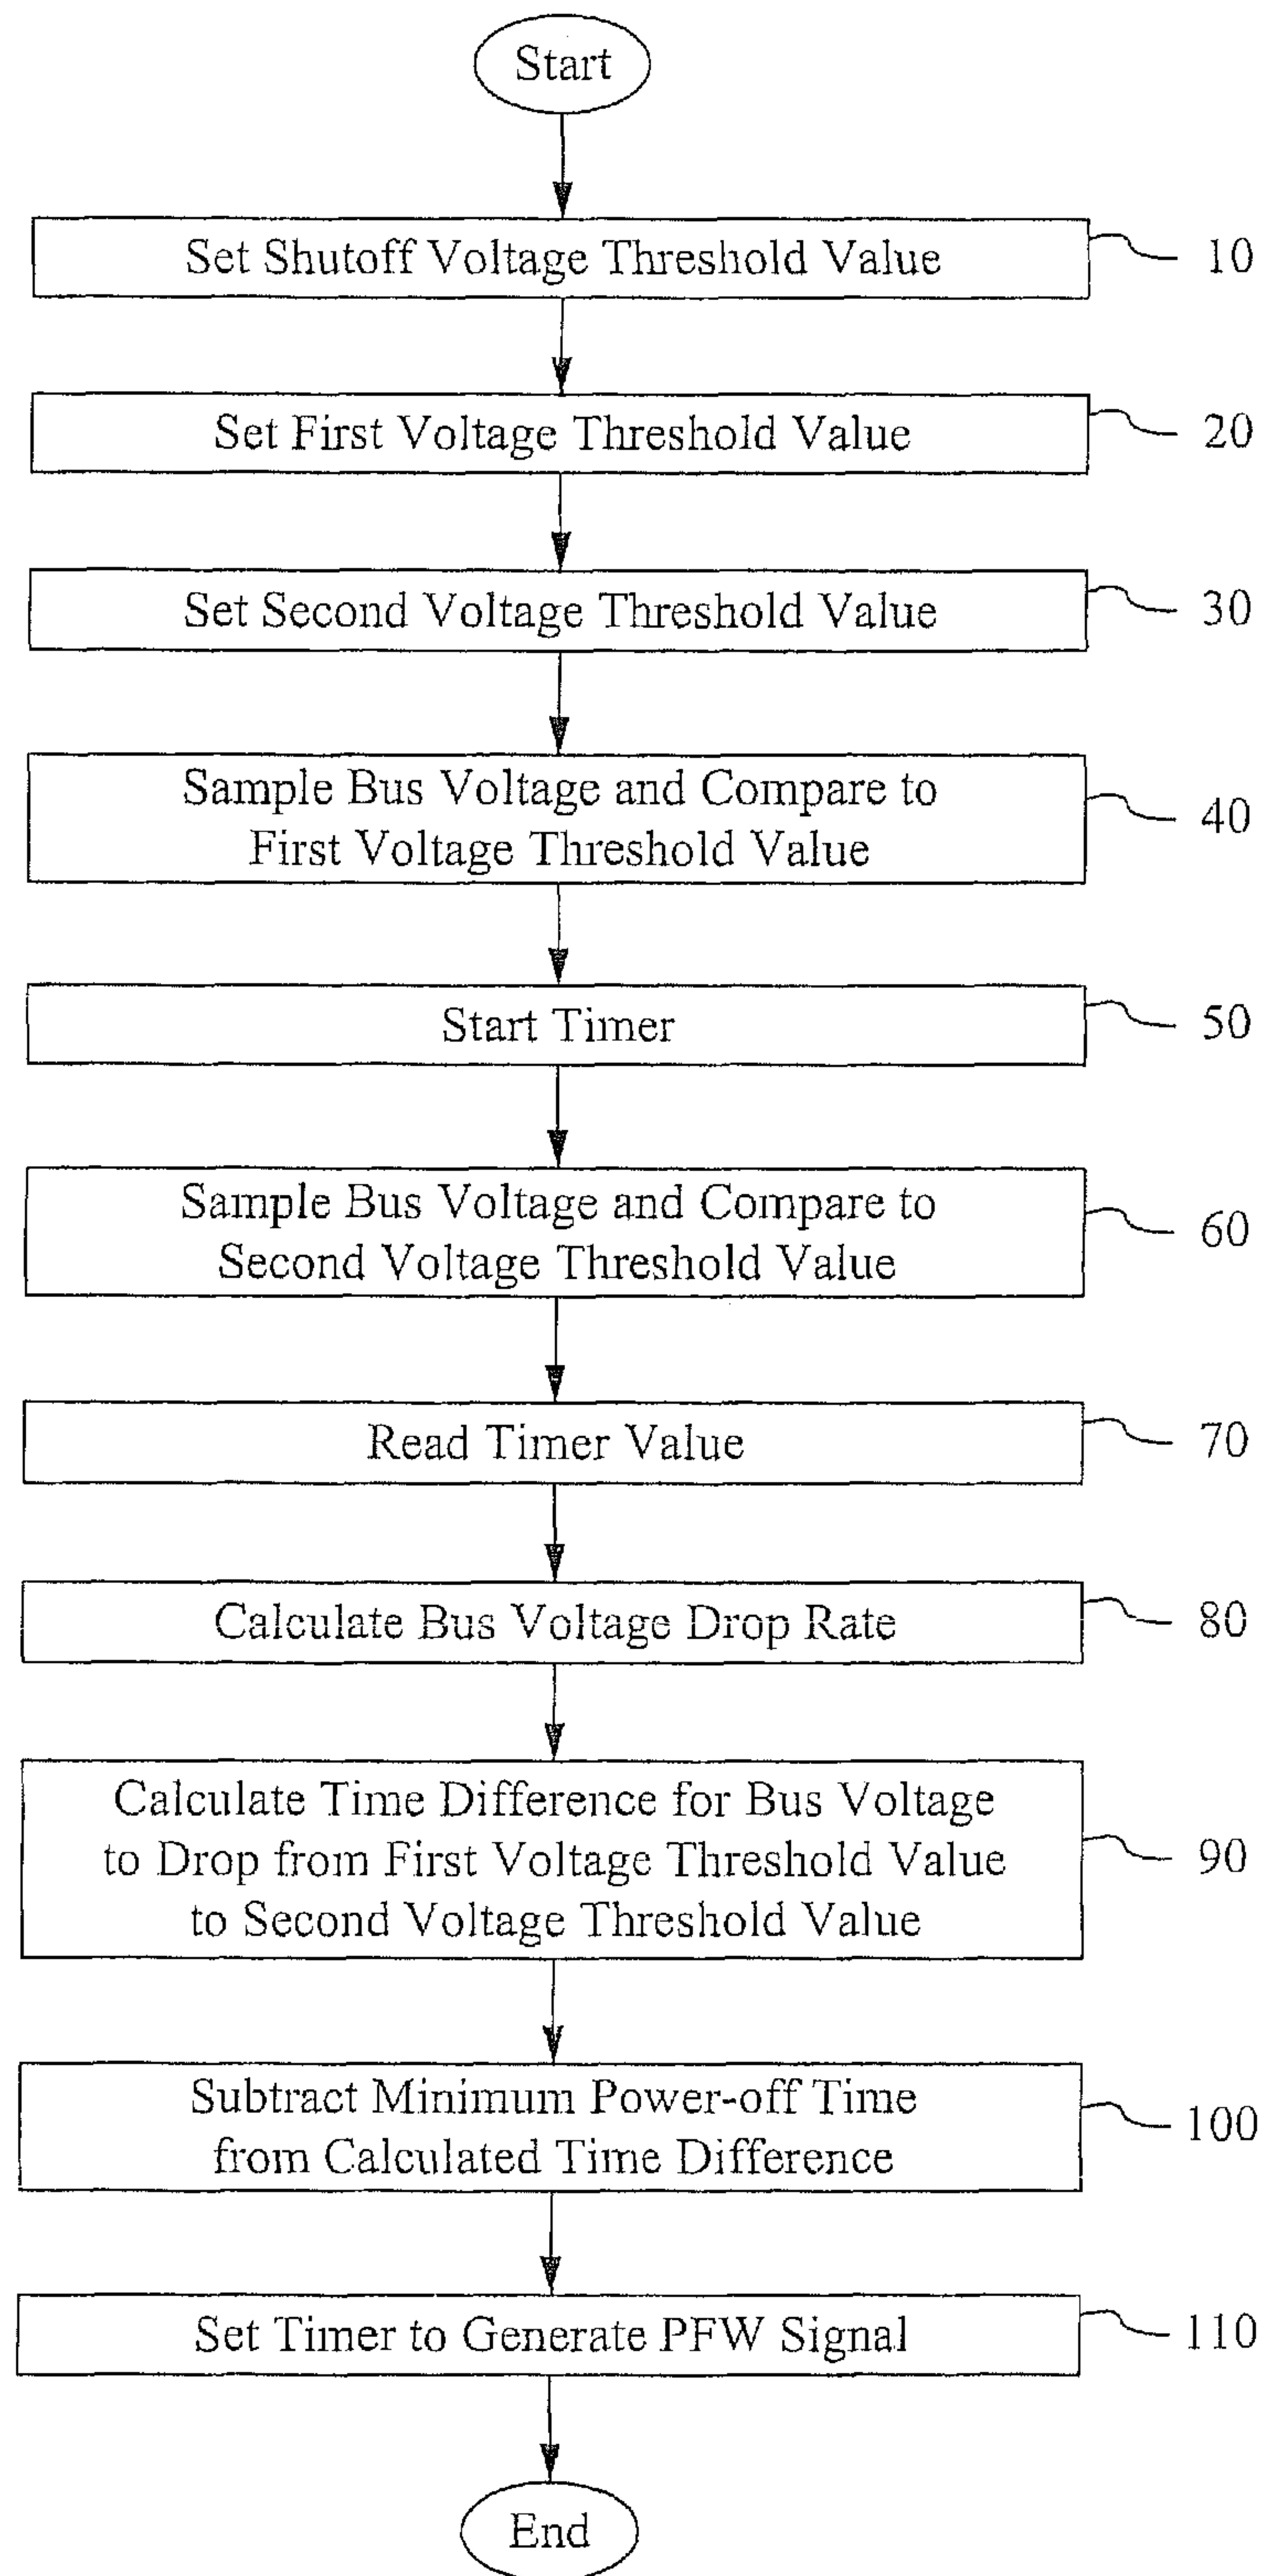 Start
Set Shutoff Voltage Threshold Value
10
Set First Voltage Threshold Value
20
Set Second Voltage Threshold Value
30
Sample Bus Voltage and Compare to
First Voltage Threshold Value
40
Start Timer
50
Sample Bus Voltage and Compare to
Second Voltage Threshold Value
60
Read Timer Value
70
Calculate Bus Voltage Drop Rate
80
Calculate Time Difference for Bus Voltage
to Drop from First Voltage Threshold Value
to Second Voltage Threshold Value
90
Subtract Minimum Power-off Time
from Calculated Time Difference
100
Set Timer to Generate PFW Signal
110
End